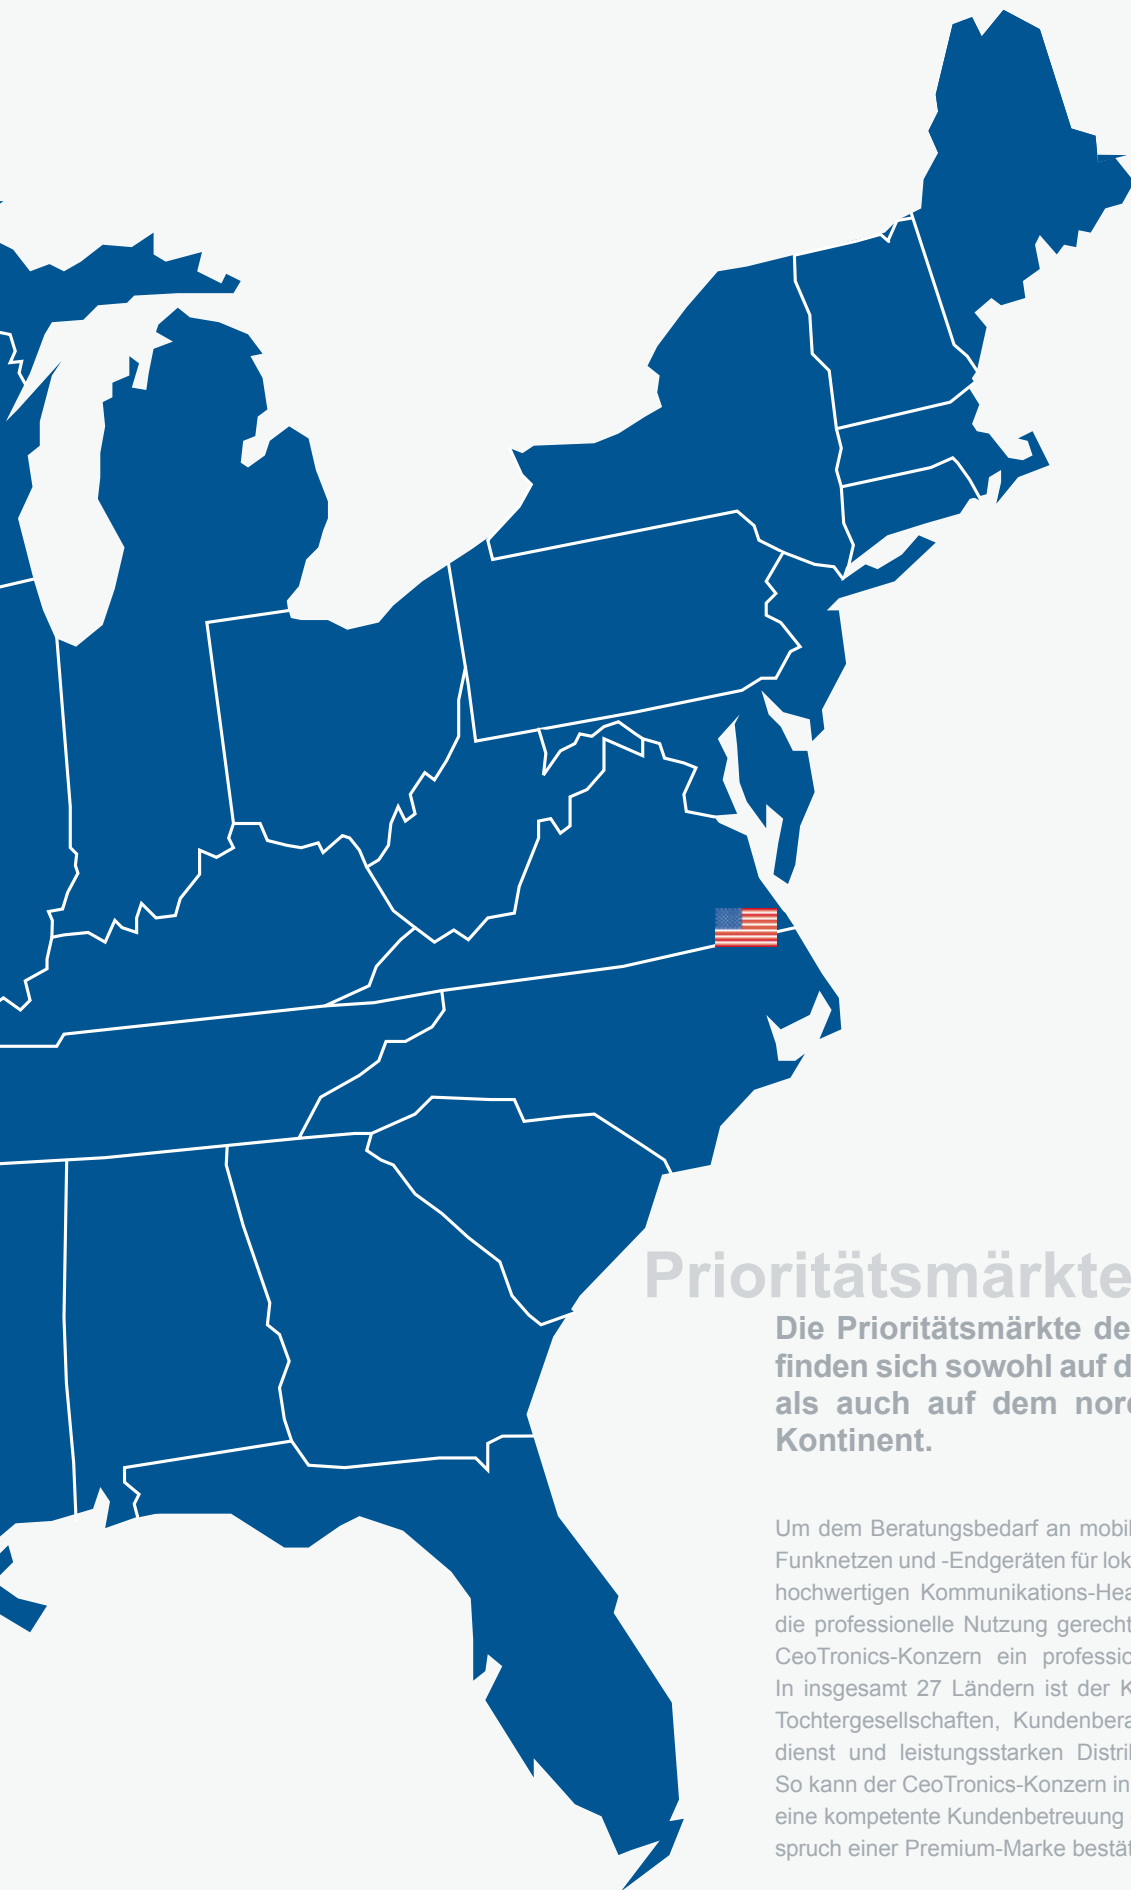 Prioritätsmärkte
Die Prioritätsmärkte de
finden sich sowohl auf d
als auch auf dem nor
Kontinent.
Um dem Beratungsbedarf an mobil
Funknetzen und -Endgeräten für lok
hochwertigen Kommunikations-Hea
die professionelle Nutzung gerecht
CeoTronics-Konzern ein professio
In insgesamt 27 Ländern ist der K
Tochtergesellschaften, Kundenbera
dienst und leistungsstarken Distri
So kann der CeoTronics-Konzern in
eine kompetente Kundenbetreuung
spruch einer Premium-Marke bestät